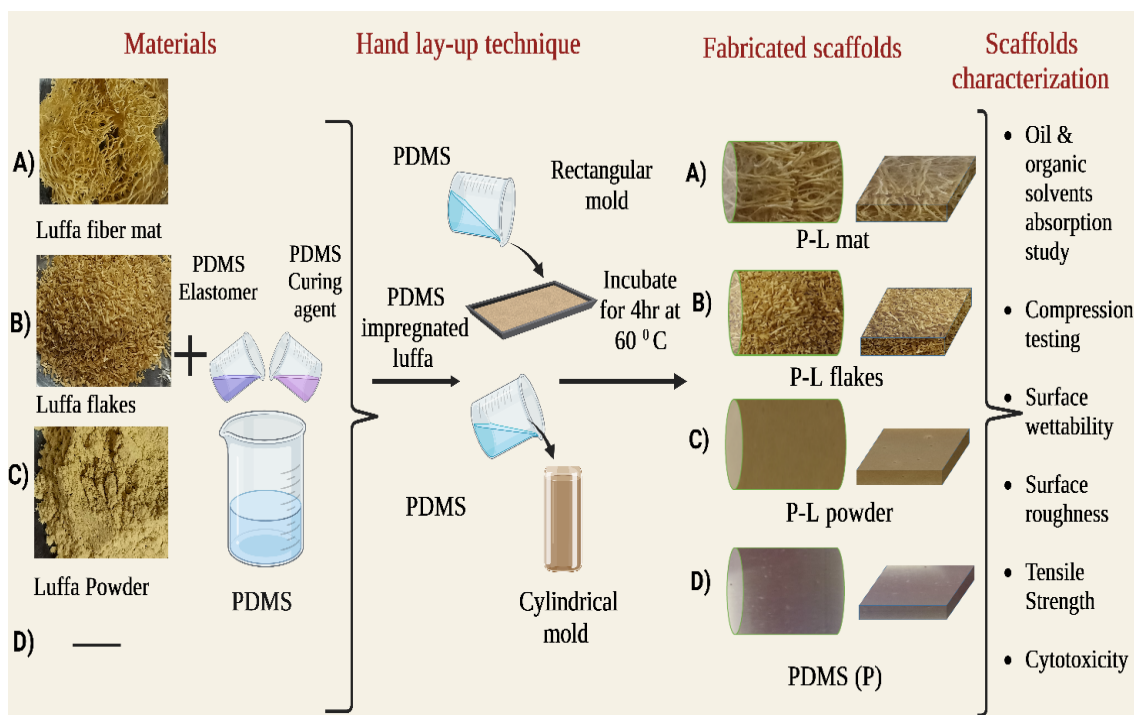 Materials
Hand lay-up technique
Fabricated scaffolds
Scaffolds
characterization
A)
Luffa fiber mat
B)
Luffa flakes
C)
Luffa Powder
D)
PDMS
Elastomer
PDMS
Curing
agent
PDMS
PDMS
Rectangular
mold
PDMS
impregnated
luffa
Incubate
for 4hr at
60 ⁰ C
PDMS
Cylindrical
mold
A)
P-L mat
B)
P-L flakes
C)
P-L powder
D)
PDMS (P)
• Oil &
organic
solvents
absorption
study
• Compression
testing
• Surface
wettability
• Surface
roughness
• Tensile
Strength
• Cytotoxicity